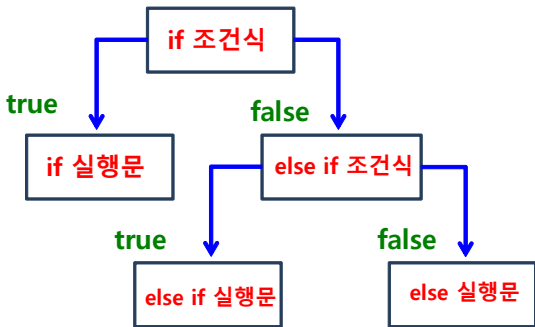 if 조건식
true
false
if 실행문
else if 조건식
true
false
else if 실행문
else 실행문